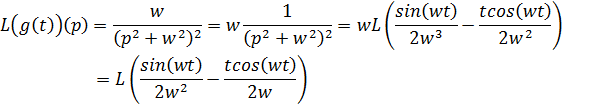 L(g(t))(p) = w/(p² + w²)² = w 1/(p² + w²)² = wL(sin(wt)/2w³ − tcos(wt)/2w²)
= L(sin(wt)/2w² − tcos(wt)/2w)